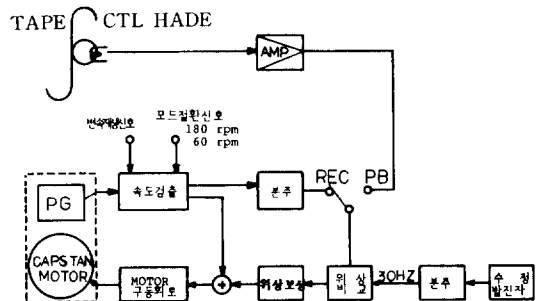 TAPE CTL HADE
AMP
변속재생신호
모드절환신호
180 rpm
60 rpm
REC PB
PG
속도검출
분주
CAPSTAN
MOTOR
MOTOR
구동회로
+
위상보상
위상
비교
30HZ
분주
수정
발진자